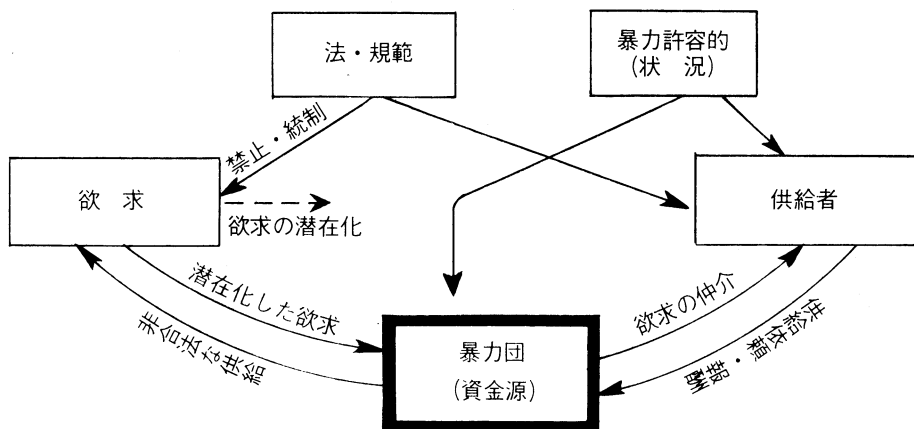 法・規範
暴力許容的
(状　況)
禁止・統制
欲　求
欲求の潜在化
供給者
潜在化した欲求
非合法な供給
欲求の仲介
供給依頼・報酬
暴力団
(資金源)